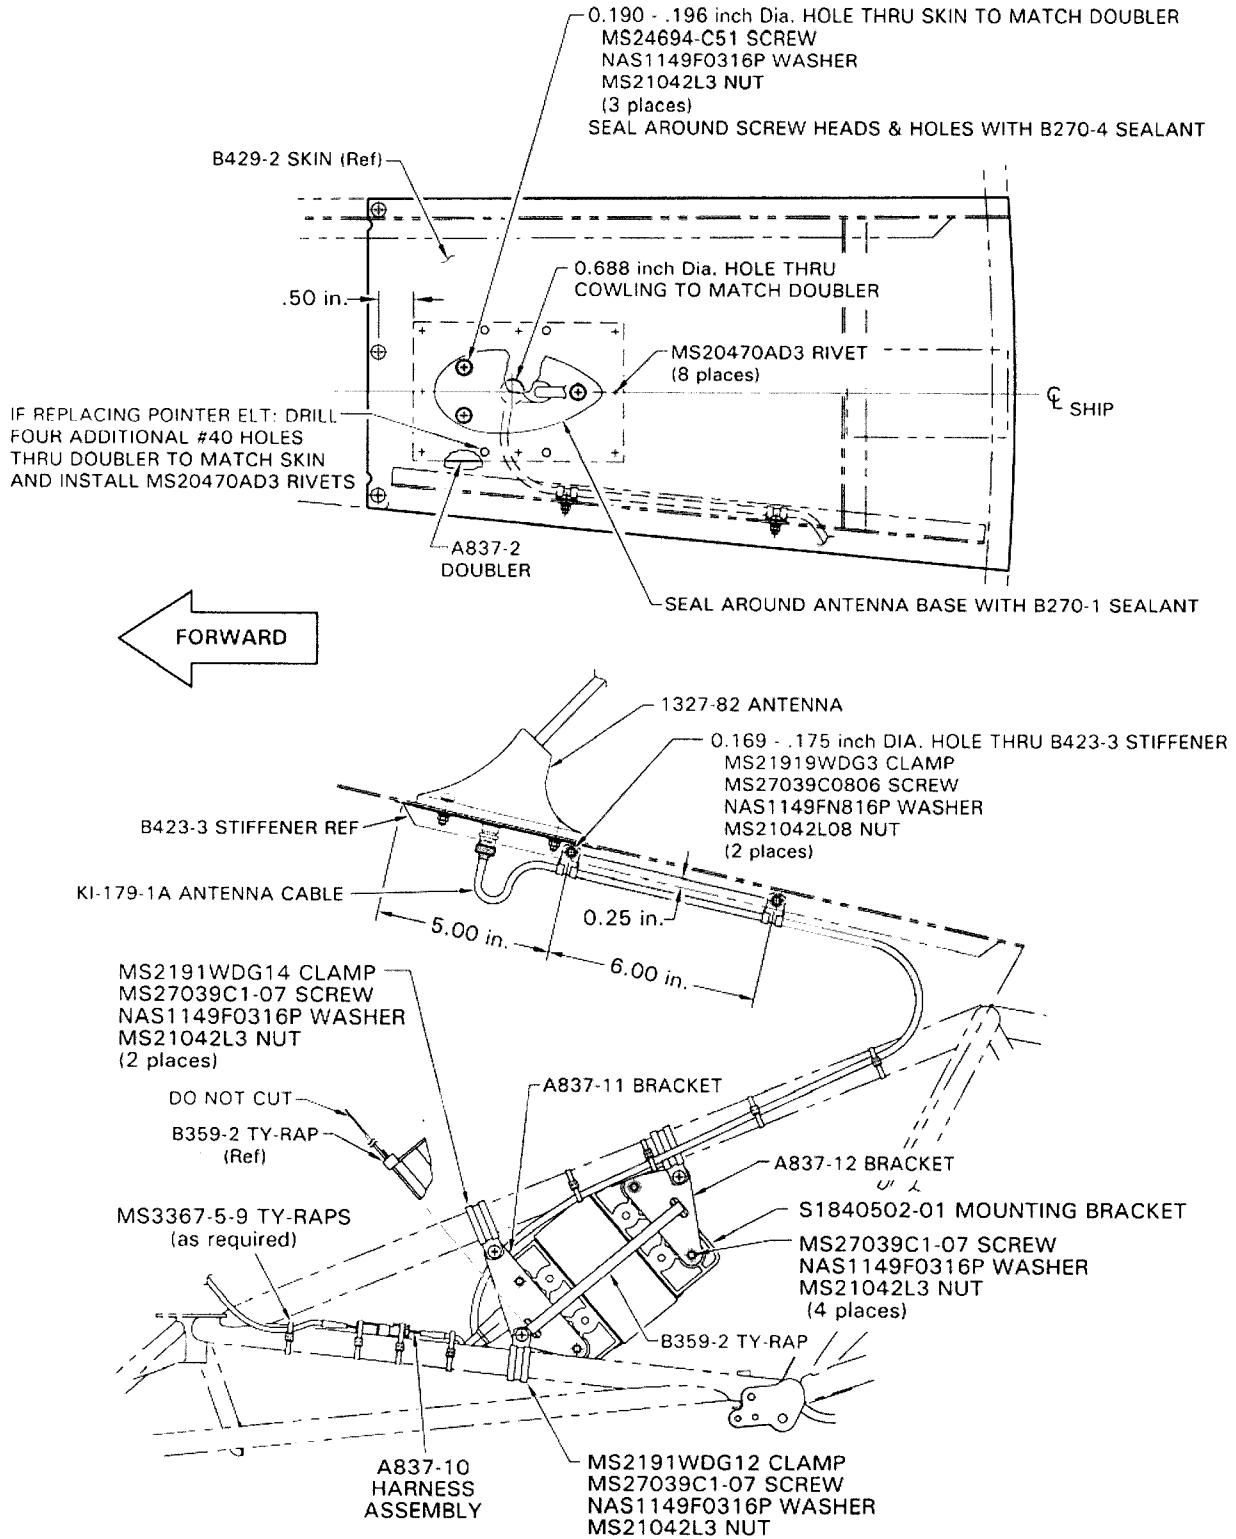 0.190 - .196 inch Dia. HOLE THRU SKIN TO MATCH DOUBLER
MS24694-C51 SCREW
NAS1149F0316P WASHER
MS21042L3 NUT
(3 places)
SEAL AROUND SCREW HEADS & HOLES WITH B270-4 SEALANT
B429-2 SKIN (Ref)
0.688 inch Dia. HOLE THRU
COWLING TO MATCH DOUBLER
.50 in.
MS20470AD3 RIVET
(8 places)
℄ SHIP
IF REPLACING POINTER ELT: DRILL
FOUR ADDITIONAL #40 HOLES
THRU DOUBLER TO MATCH SKIN
AND INSTALL MS20470AD3 RIVETS
A837-2
DOUBLER
SEAL AROUND ANTENNA BASE WITH B270-1 SEALANT
FORWARD
1327-82 ANTENNA
0.169 - .175 inch DIA. HOLE THRU B423-3 STIFFENER
MS21919WDG3 CLAMP
MS27039C0806 SCREW
NAS1149FN816P WASHER
MS21042L08 NUT
(2 places)
B423-3 STIFFENER REF
KI-179-1A ANTENNA CABLE
0.25 in.
5.00 in.
6.00 in.
MS2191WDG14 CLAMP
MS27039C1-07 SCREW
NAS1149F0316P WASHER
MS21042L3 NUT
(2 places)
DO NOT CUT
A837-11 BRACKET
B359-2 TY-RAP
(Ref)
A837-12 BRACKET
MS3367-5-9 TY-RAPS
(as required)
S1840502-01 MOUNTING BRACKET
MS27039C1-07 SCREW
NAS1149F0316P WASHER
MS21042L3 NUT
(4 places)
B359-2 TY-RAP
A837-10
HARNESS
ASSEMBLY
MS2191WDG12 CLAMP
MS27039C1-07 SCREW
NAS1149F0316P WASHER
MS21042L3 NUT